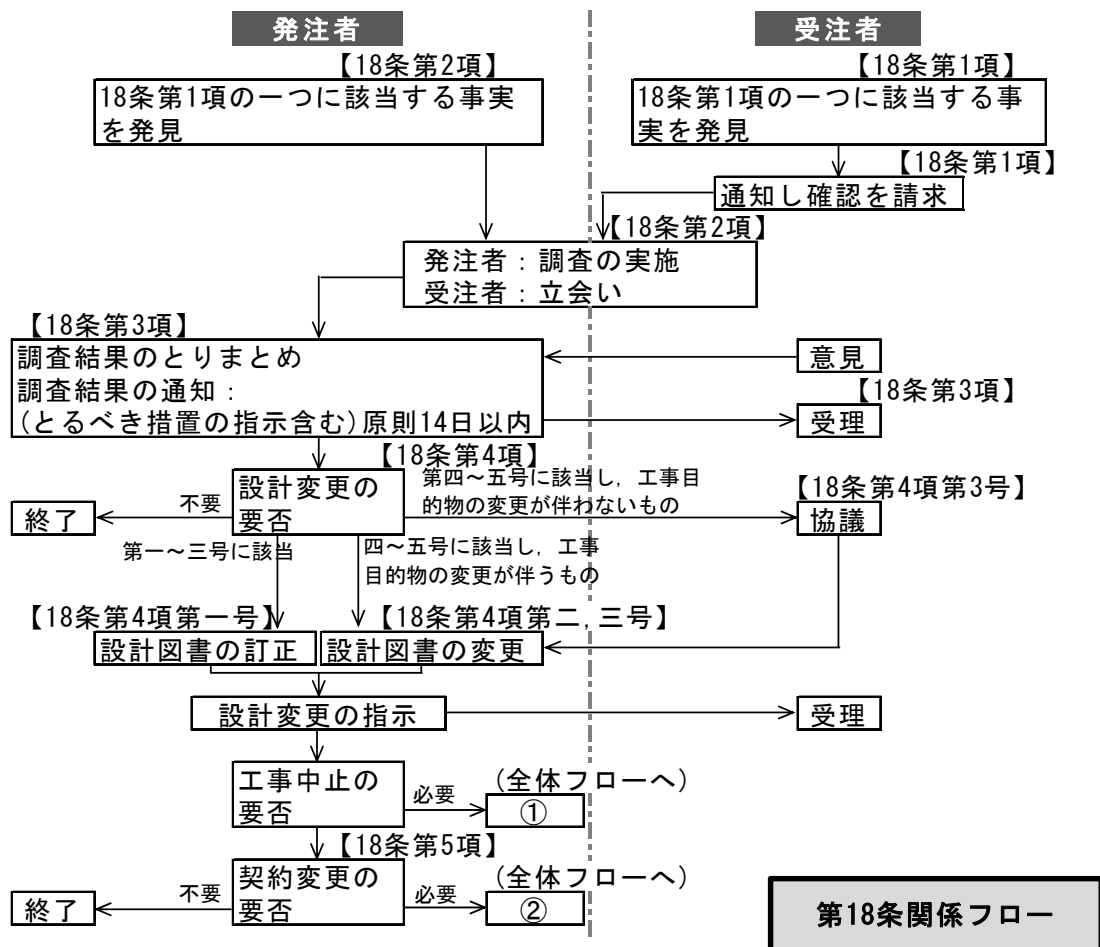 発注者
受注者
【18条第2項】
【18条第1項】
18条第1項の一つに該当する事実
を発見
18条第1項の一つに該当する事
実を発見
【18条第1項】
通知し確認を請求
【18条第2項】
発注者：調査の実施
受注者：立会い
【18条第3項】
調査結果のとりまとめ
調査結果の通知：
(とるべき措置の指示含む)原則14日以内
意見
【18条第3項】
受理
【18条第4項】
設計変更の
要否
不要
終了
第四～五号に該当し，工事目
的物の変更が伴わないもの
【18条第4項第3号】
協議
第一～三号に該当
四～五号に該当し，工事
目的物の変更が伴うもの
【18条第4項第一号】
【18条第4項第二,三号】
設計図書の訂正
設計図書の変更
設計変更の指示
受理
工事中止の
要否
必要
(全体フローへ)
①
【18条第5項】
契約変更の
要否
不要
終了
必要
(全体フローへ)
②
第18条関係フロー